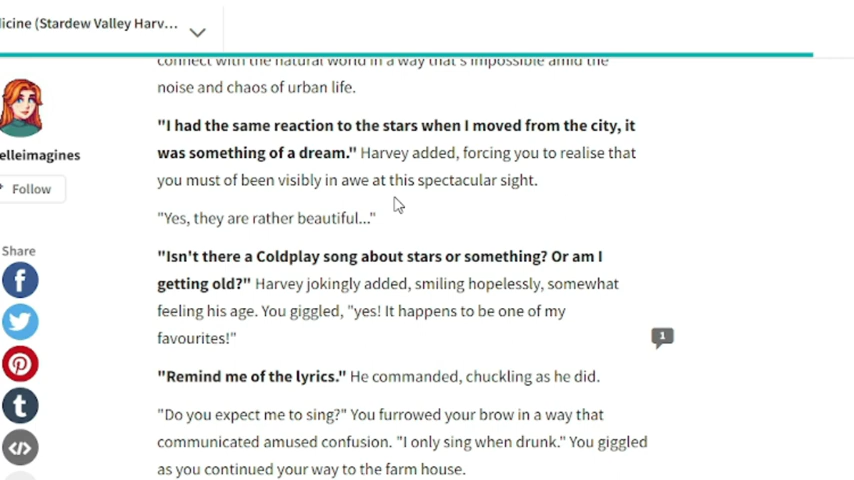 dicine (Stardew Valley Harv...
connect with the natural world in a way that's impossible amid the
noise and chaos of urban life.
"I had the same reaction to the stars when I moved from the city, it
was something of a dream." Harvey added, forcing you to realise that
you must of been visibly in awe at this spectacular sight.
elleimagines
Follow
"Yes, they are rather beautiful..."
Share
"Isn't there a Coldplay song about stars or something? Or am I
getting old?" Harvey jokingly added, smiling hopelessly, somewhat
feeling his age. You giggled, "yes! It happens to be one of my
favourites!"
1
"Remind me of the lyrics." He commanded, chuckling as he did.
"Do you expect me to sing?" You furrowed your brow in a way that
communicated amused confusion. "I only sing when drunk." You giggled
as you continued your way to the farm house.